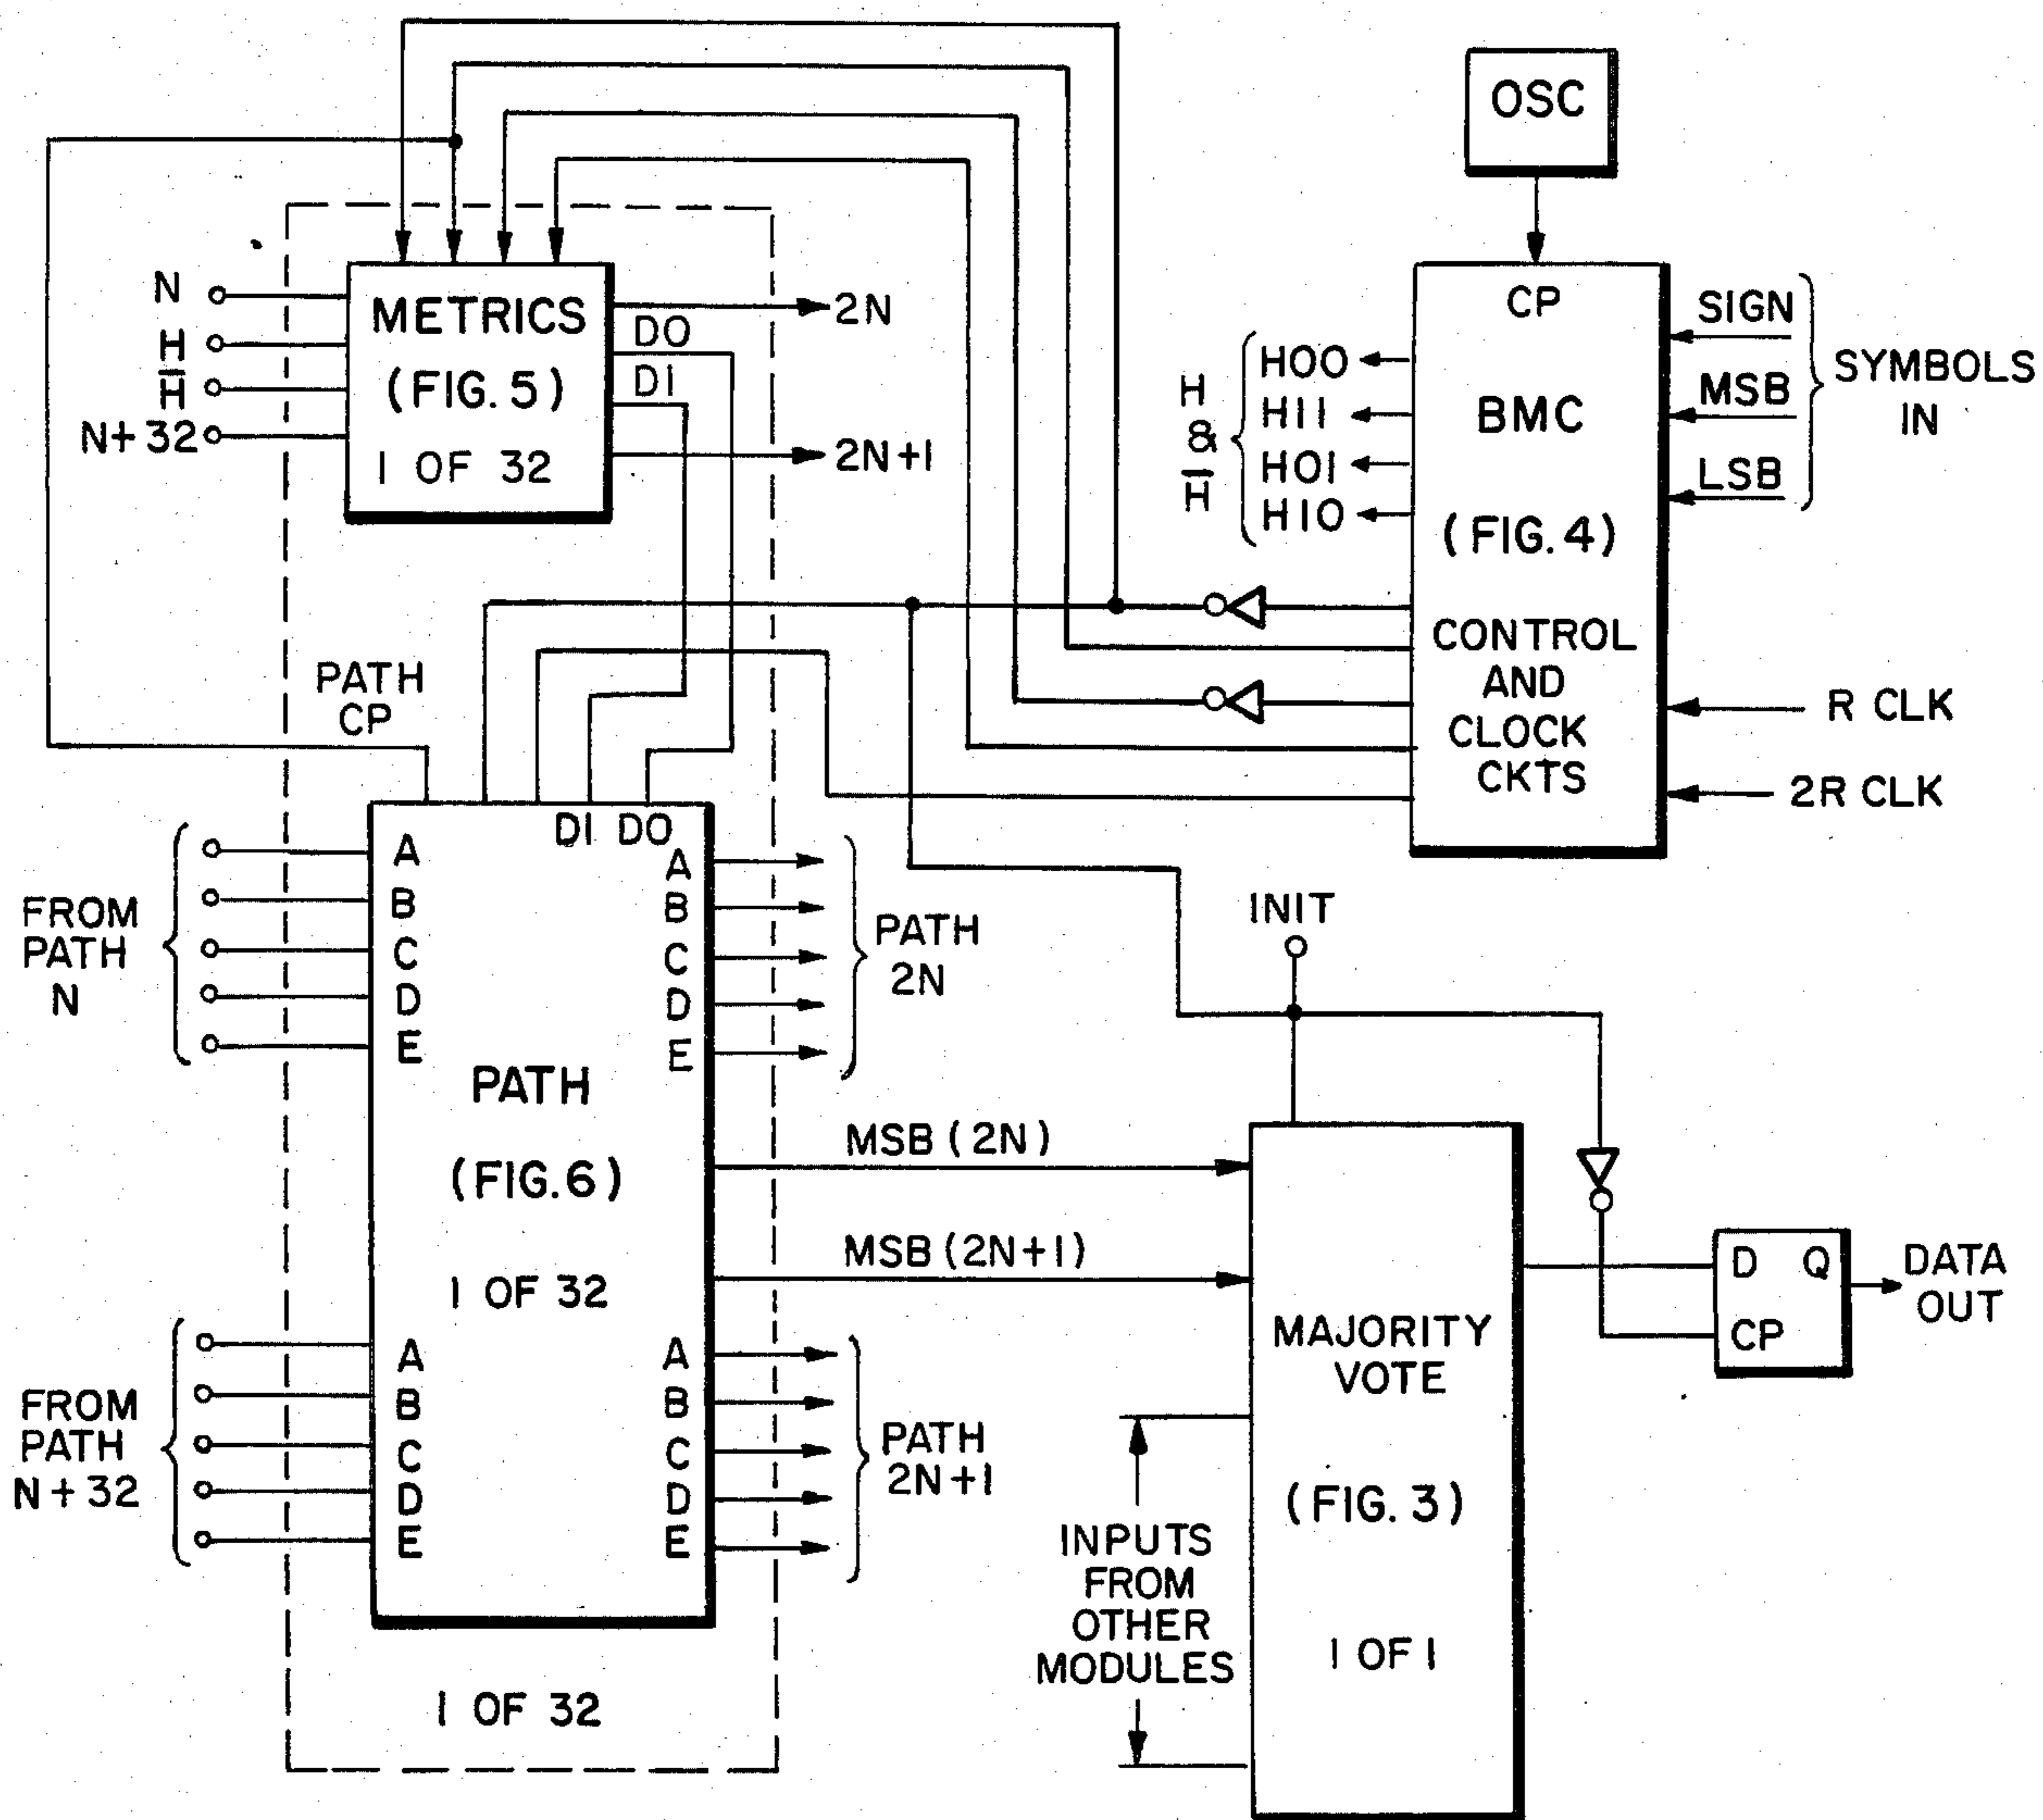 OSC
N
H
H̅
N+32
METRICS
(FIG. 5)
1 OF 32
DO
DI
2N
2N+1
H
&
H̅
HOO
H11
HO1
H10
CP
BMC
(FIG. 4)
CONTROL
AND
CLOCK
CKTS
SIGN
MSB
LSB
SYMBOLS
IN
R CLK
2R CLK
PATH
CP
DI DO
FROM
PATH
N
A
B
C
D
E
PATH
(FIG. 6)
1 OF 32
A
B
C
D
E
PATH
2N
MSB (2N)
MSB (2N+1)
FROM
PATH
N+32
A
B
C
D
E
A
B
C
D
E
PATH
2N+1
1 OF 32
INIT
MAJORITY
VOTE
(FIG. 3)
1 OF 1
INPUTS
FROM
OTHER
MODULES
D Q
CP
DATA
OUT